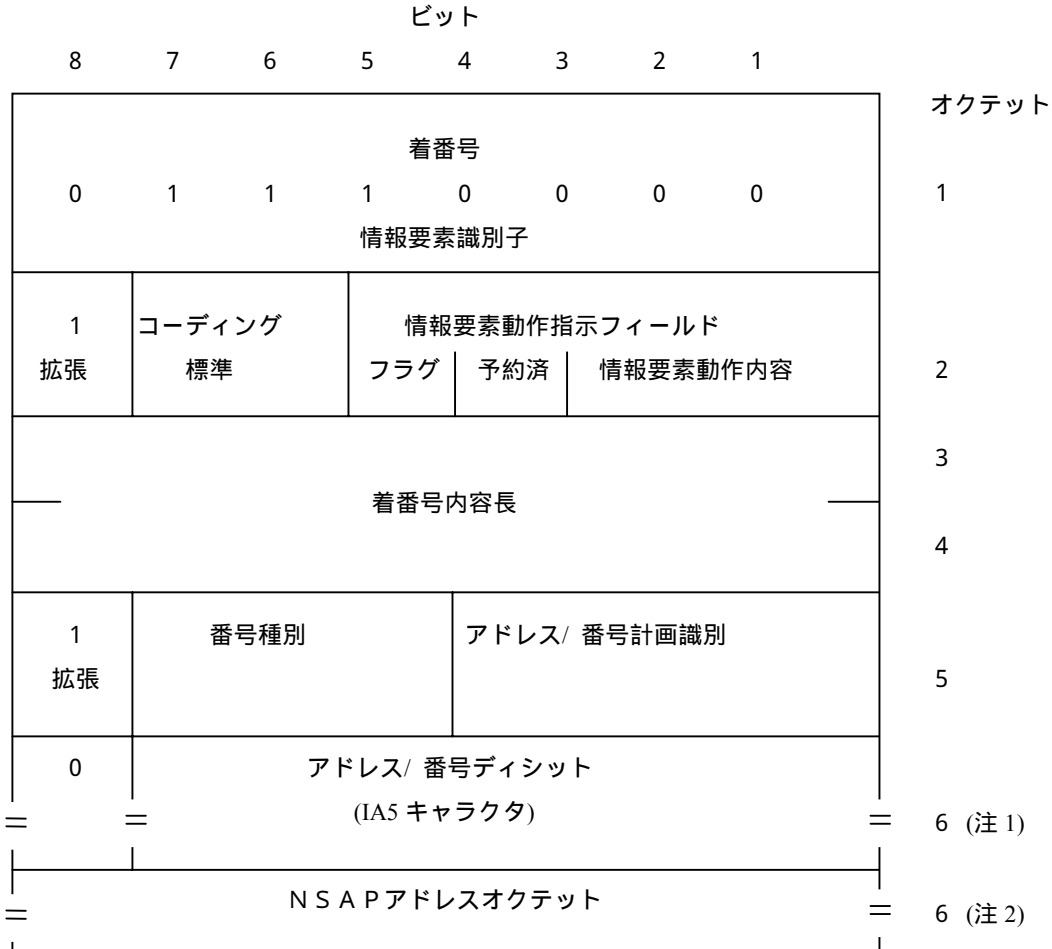 ビット
8 7 6 5 4 3 2 1
オクテット
着番号
0 1 1 1 0 0 0 0 1
情報要素識別子
1 コーディング 情報要素動作指示フィールド
拡張 標準 フラグ 予約済 情報要素動作内容 2
3
着番号内容長
4
1 番号種別 アドレス/ 番号計画識別
拡張 5
0 アドレス/ 番号ディシット
(IA5 キャラクタ) 6 (注 1)
ＮＳＡＰアドレスオクテット 6 (注 2)